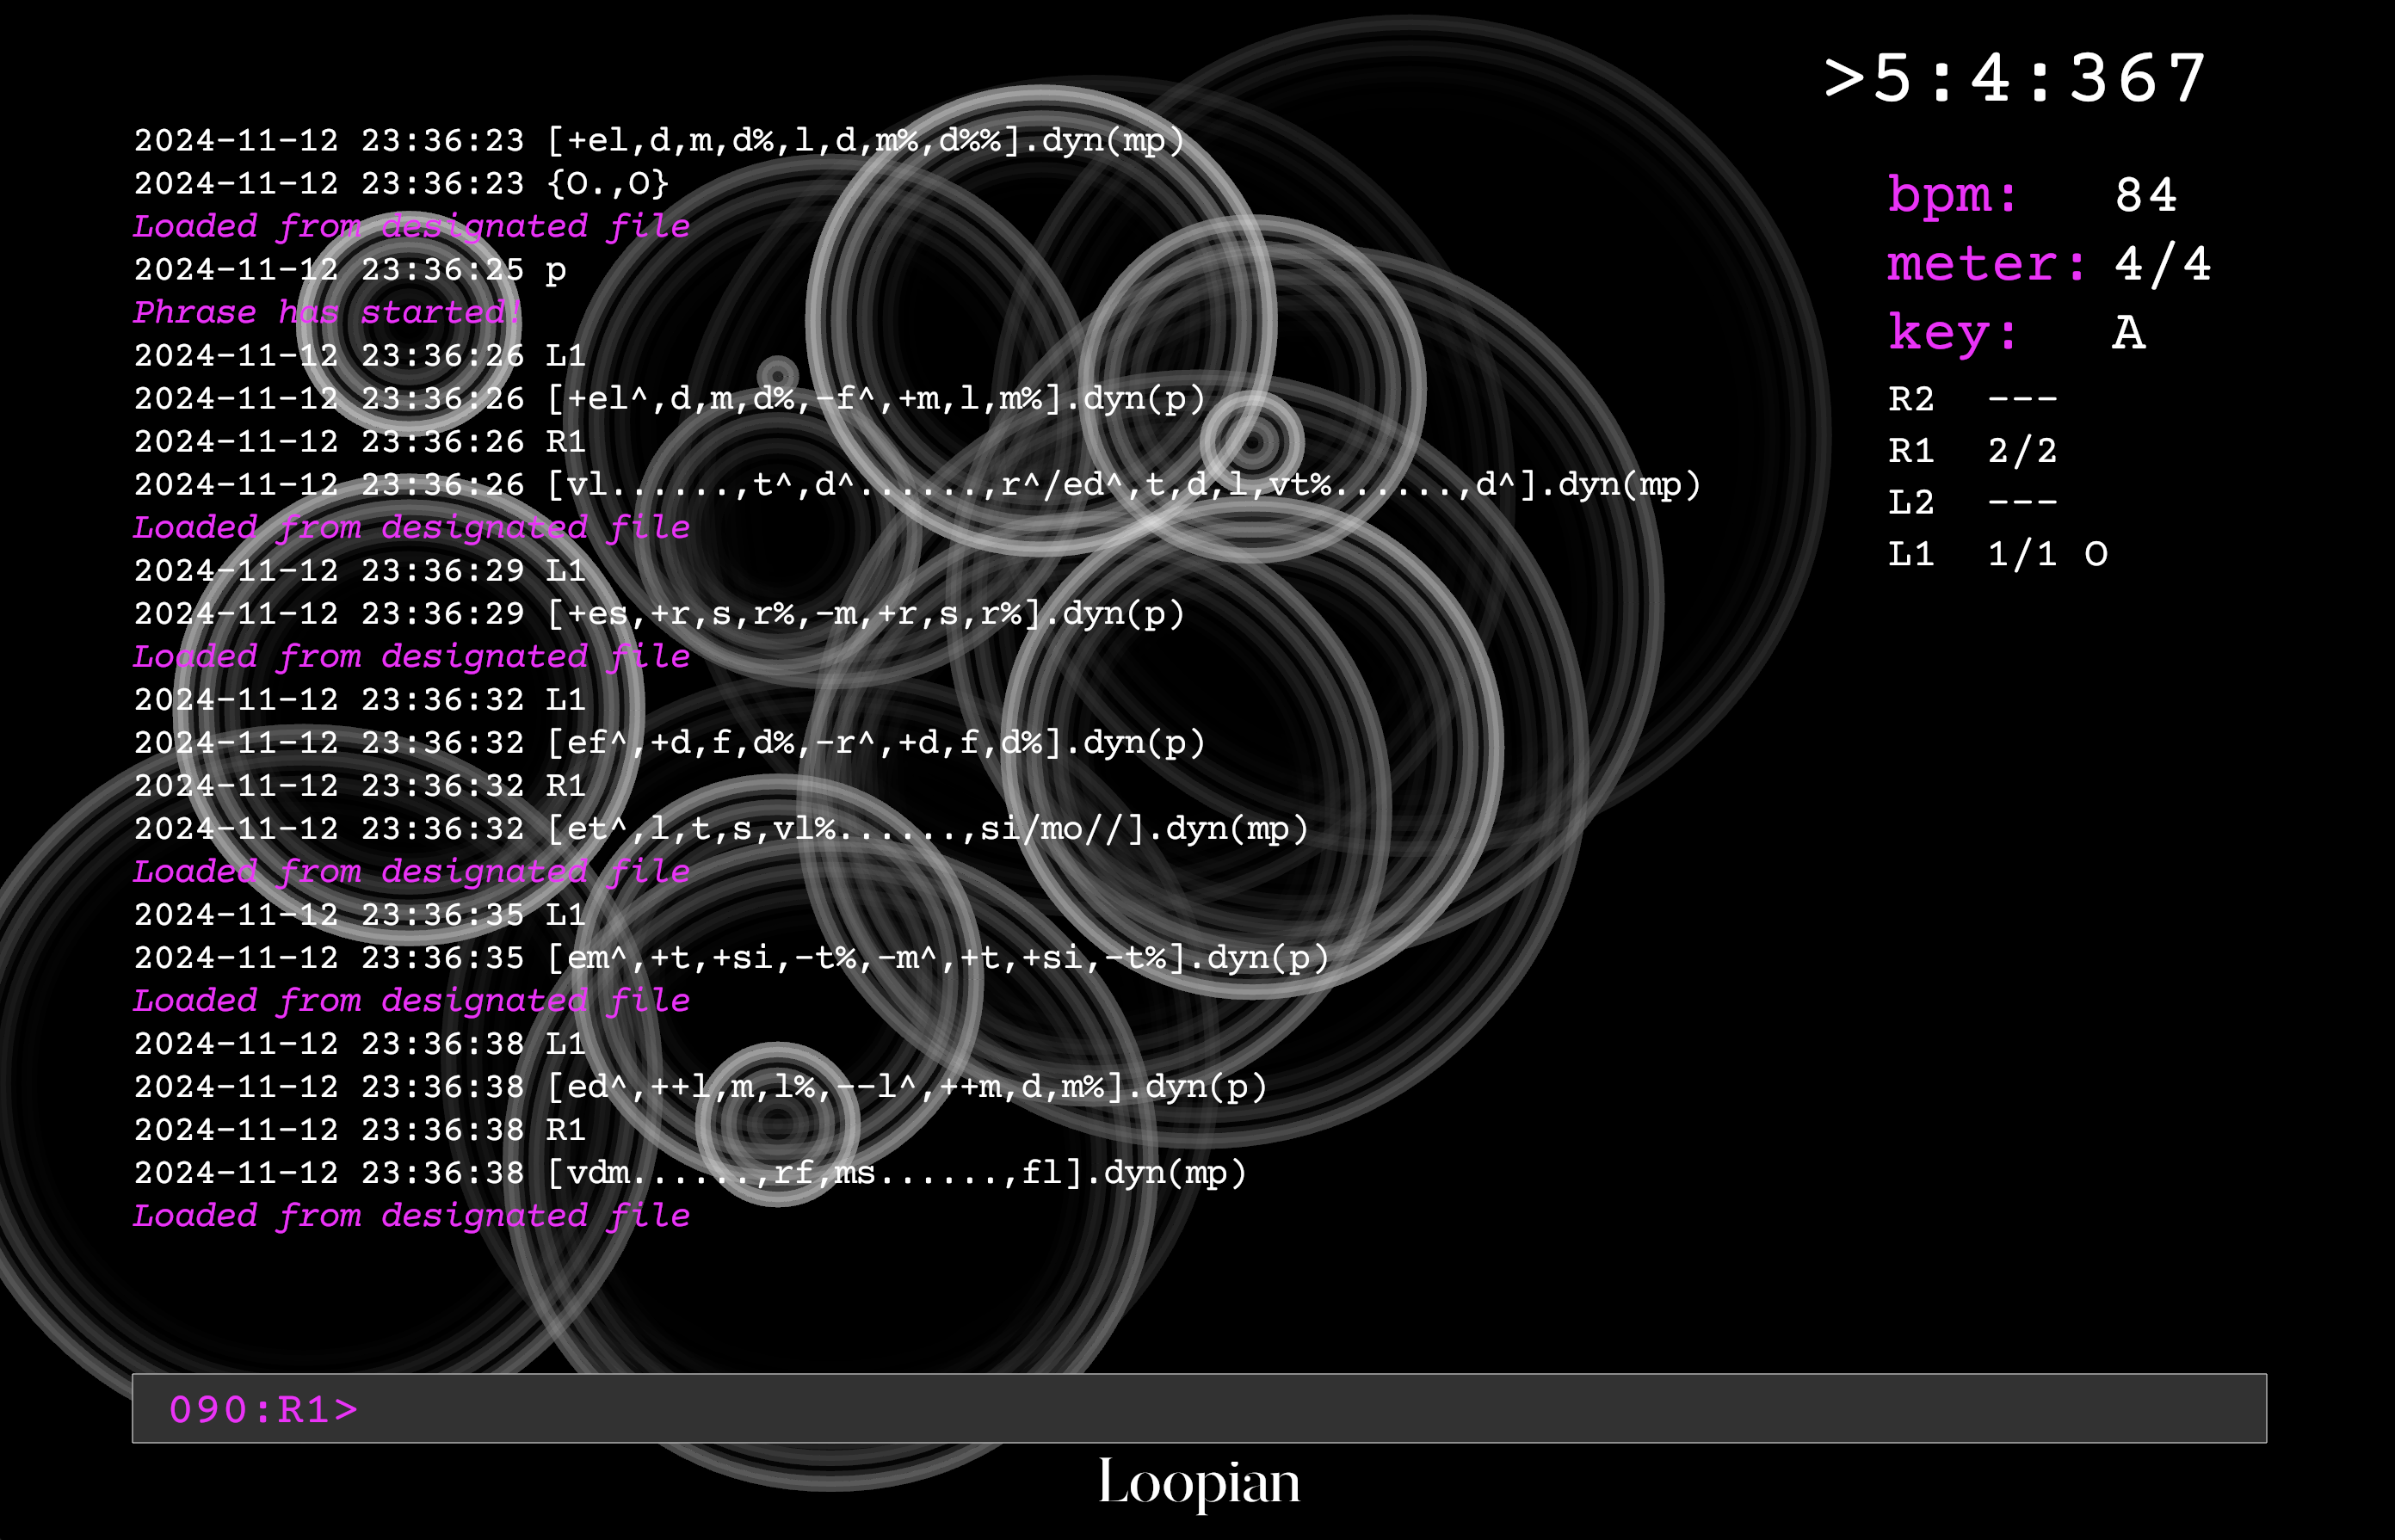 >5:4:367
2024-11-12 23:36:23 [+el,d,m,d%,l,d,m%,d%%].dyn(mp)
2024-11-12 23:36:23 {O.,O}
Loaded from designated file
2024-11-12 23:36:25 p
Phrase has started!
2024-11-12 23:36:26 L1
2024-11-12 23:36:26 [+el^,d,m,d%,-f^,+m,l,m%].dyn(p)
2024-11-12 23:36:26 R1
2024-11-12 23:36:26 [vl......,t^,d^......,r^/ed^,t,d,l,vt%......,d^].dyn(mp)
Loaded from designated file
2024-11-12 23:36:29 L1
2024-11-12 23:36:29 [+es,+r,s,r%,-m,+r,s,r%].dyn(p)
Loaded from designated file
2024-11-12 23:36:32 L1
2024-11-12 23:36:32 [ef^,+d,f,d%,-r^,+d,f,d%].dyn(p)
2024-11-12 23:36:32 R1
2024-11-12 23:36:32 [et^,l,t,s,vl%......,si/mo//].dyn(mp)
Loaded from designated file
2024-11-12 23:36:35 L1
2024-11-12 23:36:35 [em^,+t,+si,-t%,-m^,+t,+si,-t%].dyn(p)
Loaded from designated file
2024-11-12 23:36:38 L1
2024-11-12 23:36:38 [ed^,++l,m,l%,--l^,++m,d,m%].dyn(p)
2024-11-12 23:36:38 R1
2024-11-12 23:36:38 [vdm......,rf,ms......,fl].dyn(mp)
Loaded from designated file
bpm: 84
meter: 4/4
key: A
R2 ---
R1 2/2
L2 ---
L1 1/1 O
090:R1>
Loopian